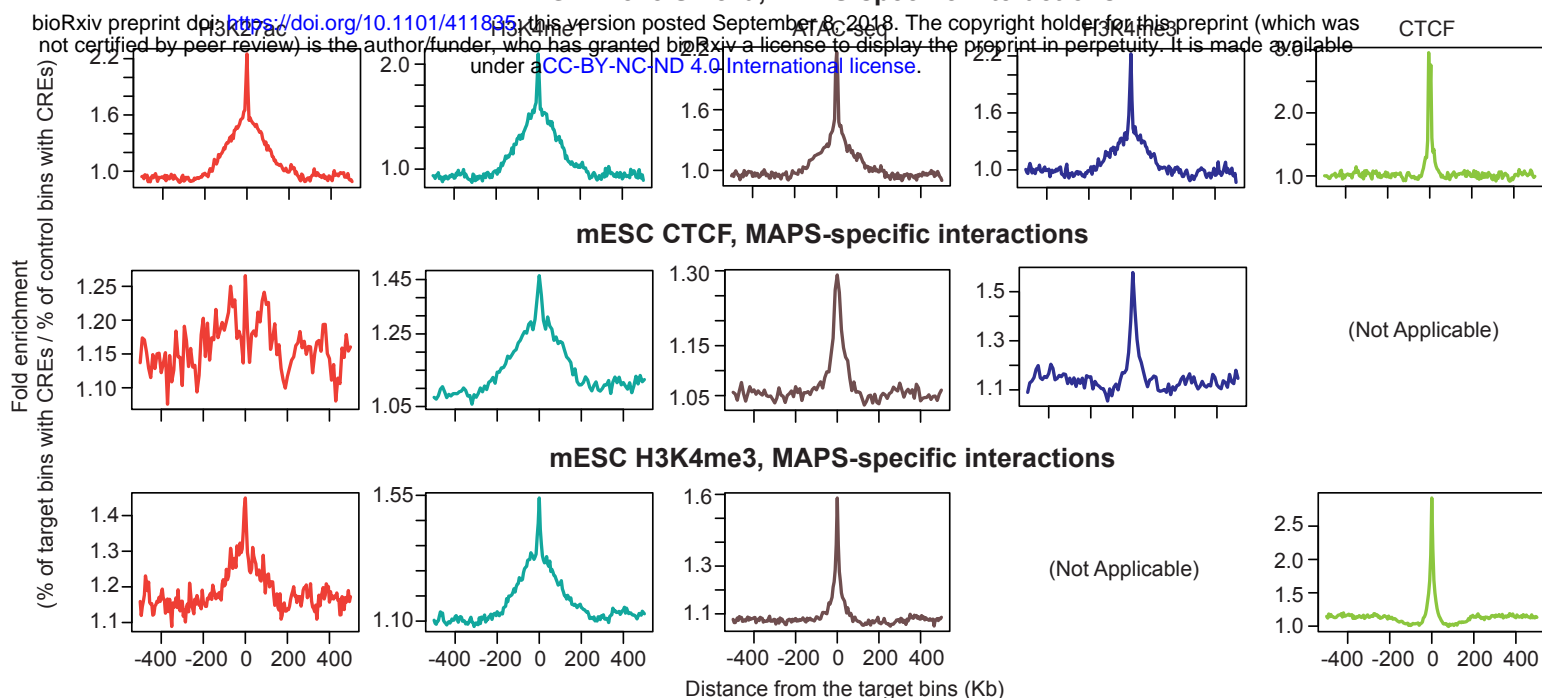 bioRxiv preprint doi: https://doi.org/10.1101/411835; this version posted September 8, 2018. The copyright holder for this preprint (which was
not certified by peer review) is the author/funder, who has granted bioRxiv a license to display the preprint in perpetuity. It is made available
under aCC-BY-NC-ND 4.0 International license.
H3K27ac H3K4me1 ATAC-seq H3K4me3 CTCF
2.2 1.6 1.0
2.0 1.0
2.2 1.6 1.0
2.2 1.6 1.0
3.0 2.0 1.0
mESC CTCF, MAPS-specific interactions
1.25 1.20 1.15 1.10
1.45 1.25 1.05
1.30 1.15 1.05
1.5 1.3 1.1
(Not Applicable)
Fold enrichment
(% of target bins with CREs / % of control bins with CREs)
mESC H3K4me3, MAPS-specific interactions
1.4 1.3 1.2 1.1
1.55 1.10
1.6 1.3 1.1
(Not Applicable)
2.5 2.0 1.5 1.0
-400 -200 0 200 400 -400 -200 0 200 400 -400 -200 0 200 400 -400 -200 0 200 400
Distance from the target bins (Kb)